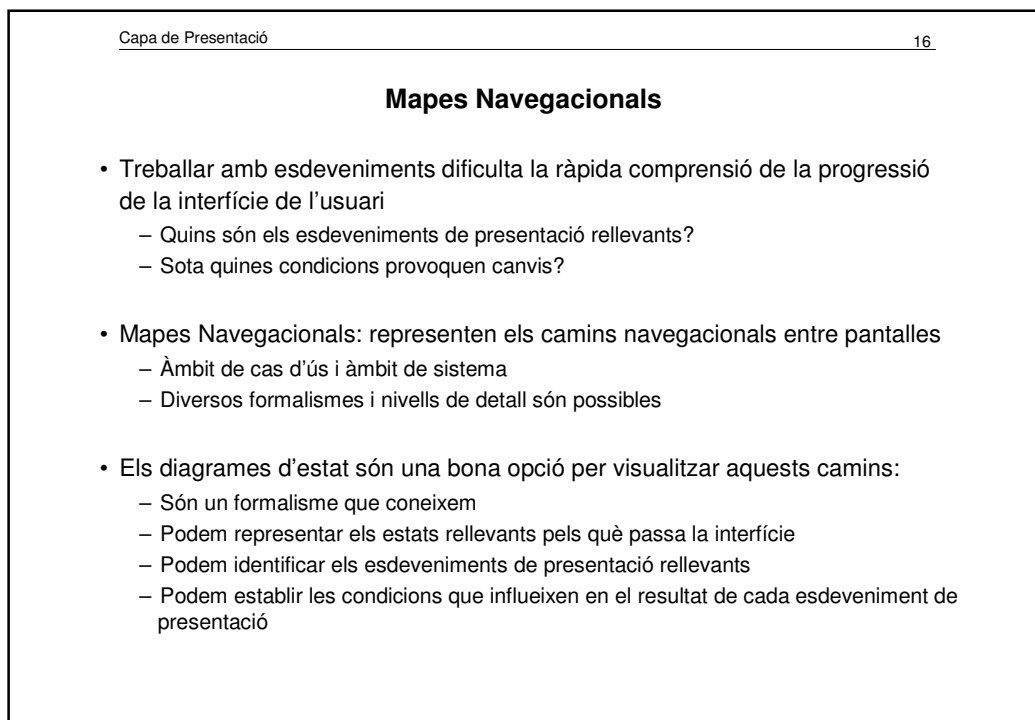 Capa de Presentació 16
Mapes Navegacionals
• Treballar amb esdeveniments dificulta la ràpida comprensió de la progressió
de la interfície de l’usuari
– Quins són els esdeveniments de presentació rellevants?
– Sota quines condicions provoquen canvis?
• Mapes Navegacionals: representen els camins navegacionals entre pantalles
– Àmbit de cas d’ús i àmbit de sistema
– Diversos formalismes i nivells de detall són possibles
• Els diagrames d’estat són una bona opció per visualitzar aquests camins:
– Són un formalisme que coneixem
– Podem representar els estats rellevants pels què passa la interfície
– Podem identificar els esdeveniments de presentació rellevants
– Podem establir les condicions que influeixen en el resultat de cada esdeveniment de
presentació